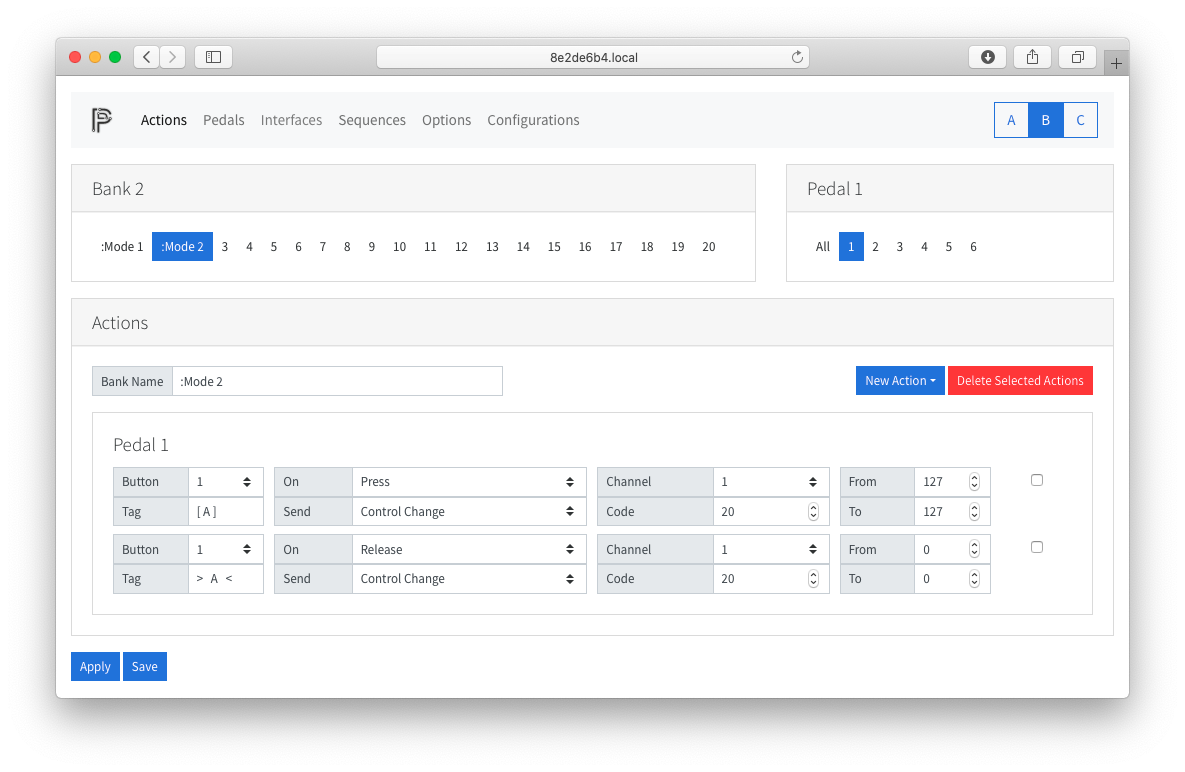 8e2de6b4.local
Actions Pedals Interfaces Sequences Options Configurations A B C
Bank 2
:Mode 1 :Mode 2 3 4 5 6 7 8 9 10 11 12 13 14 15 16 17 18 19 20
Pedal 1
All 1 2 3 4 5 6
Actions
Bank Name :Mode 2 New Action Delete Selected Actions
Pedal 1
Button 1 On Press Channel 1 From 127
Tag [A] Send Control Change Code 20 To 127
Button 1 On Release Channel 1 From 0
Tag > A < Send Control Change Code 20 To 0
Apply Save